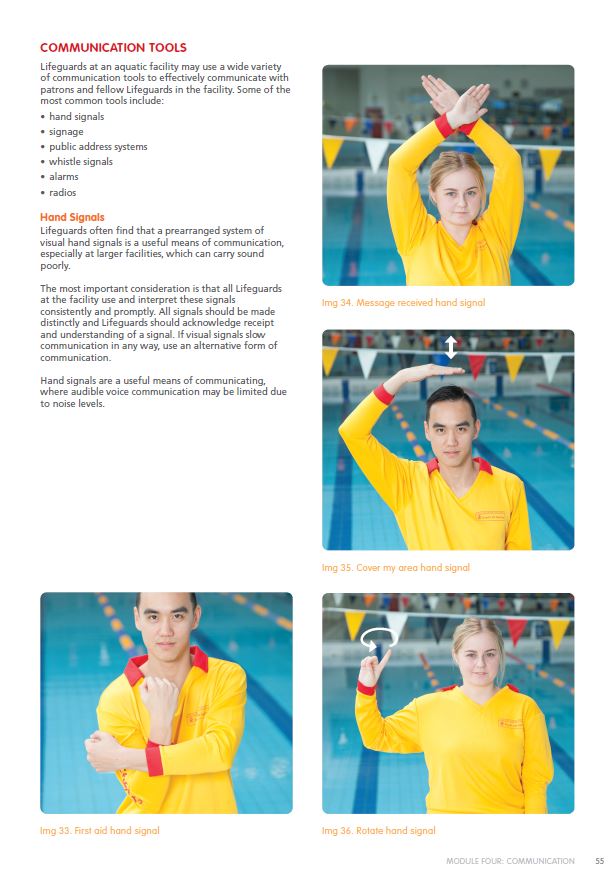 COMMUNICATION TOOLS
Lifeguards at an aquatic facility may use a wide variety
of communication tools to effectively communicate with
patrons and fellow Lifeguards in the facility. Some of the
most common tools include:
• hand signals
• signage
• public address systems
• whistle signals
• alarms
• radios
Hand Signals
Lifeguards often find that a prearranged system of
visual hand signals is a useful means of communication,
especially at larger facilities, which can carry sound
poorly.
The most important consideration is that all Lifeguards
at the facility use and interpret these signals
consistently and promptly. All signals should be made
distinctly and Lifeguards should acknowledge receipt
and understanding of a signal. If visual signals slow
communication in any way, use an alternative form of
communication.
Hand signals are a useful means of communicating,
where audible voice communication may be limited due
to noise levels.
Img 34. Message received hand signal
Img 35. Cover my area hand signal
Img 33. First aid hand signal
Img 36. Rotate hand signal
MODULE FOUR: COMMUNICATION 55